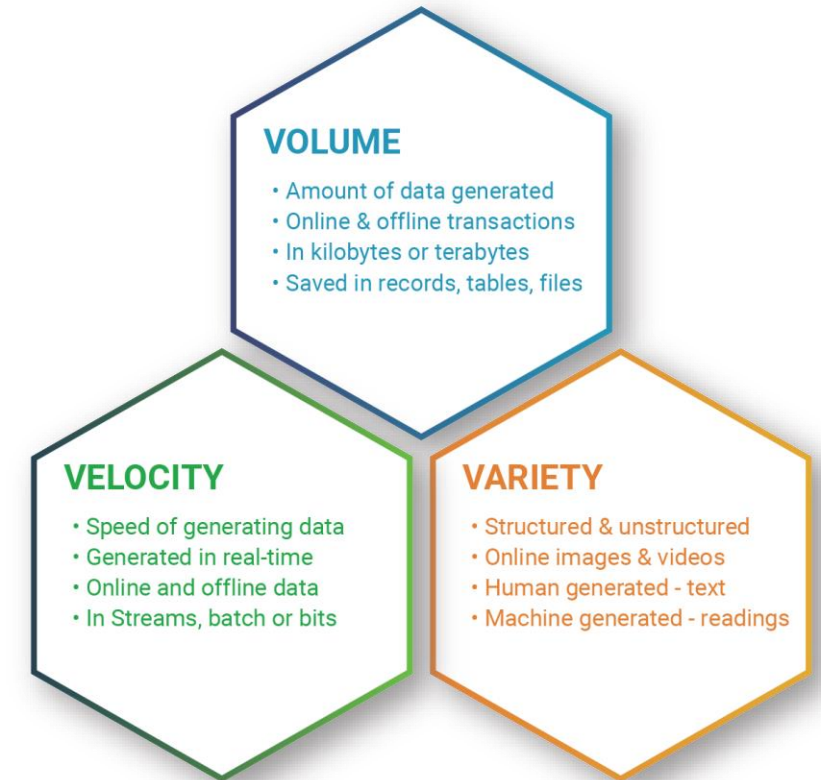 VOLUME
• Amount of data generated
• Online & offline transactions
• In kilobytes or terabytes
• Saved in records, tables, files
VELOCITY
• Speed of generating data
• Generated in real-time
• Online and offline data
• In Streams, batch or bits
VARIETY
• Structured & unstructured
• Online images & videos
• Human generated - text
• Machine generated - readings